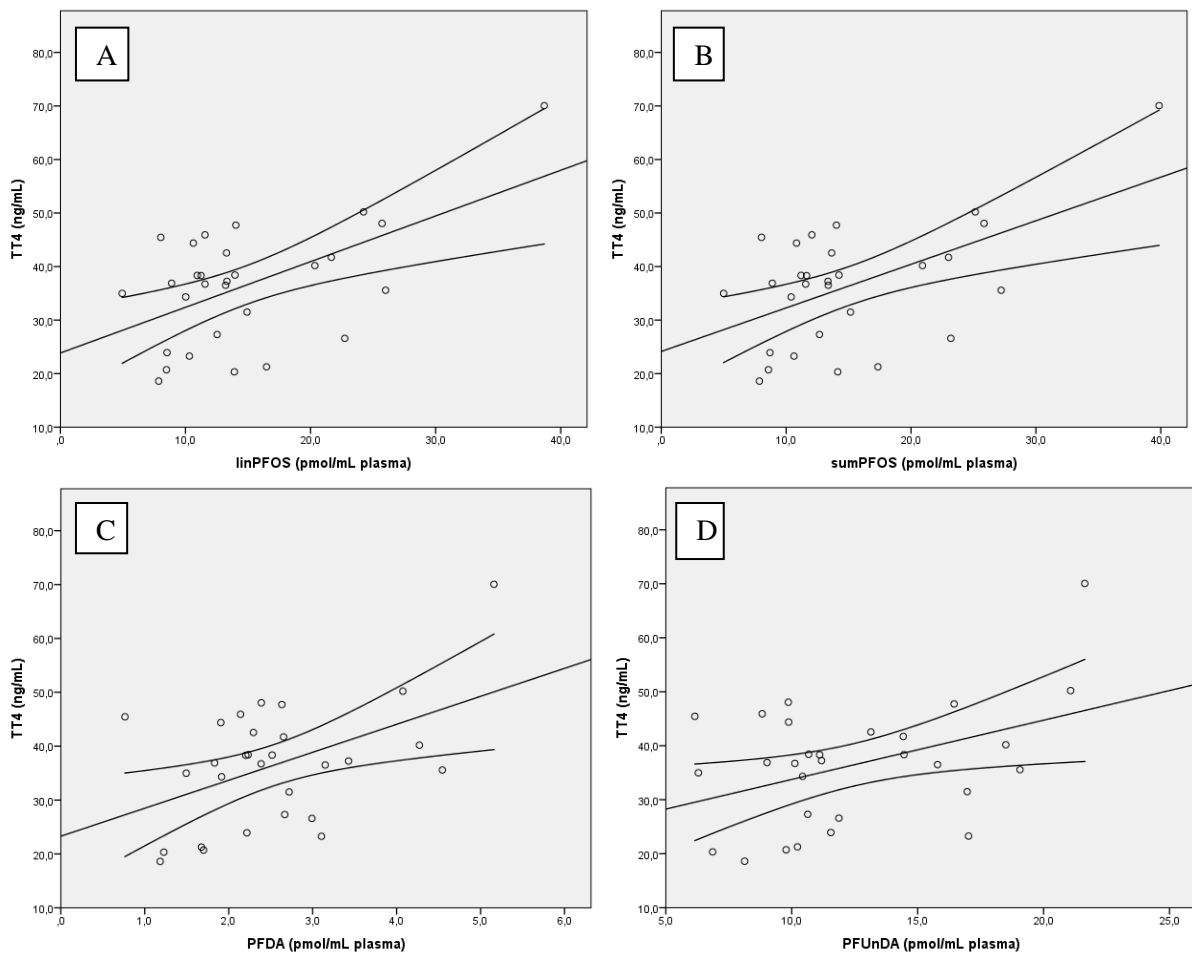 A
80,0
70,0
60,0
50,0
40,0
30,0
20,0
10,0
TT4 (ng/mL)
,0 10,0 20,0 30,0 40,0
linPFOS (pmol/mL plasma)
B
80,0
70,0
60,0
50,0
40,0
30,0
20,0
10,0
TT4 (ng/mL)
,0 10,0 20,0 30,0 40,0
sumPFOS (pmol/mL plasma)
C
80,0
70,0
60,0
50,0
40,0
30,0
20,0
10,0
TT4 (ng/mL)
,0 1,0 2,0 3,0 4,0 5,0 6,0
PFDA (pmol/mL plasma)
D
80,0
70,0
60,0
50,0
40,0
30,0
20,0
10,0
TT4 (ng/mL)
5,0 10,0 15,0 20,0 25,0
PFUnDA (pmol/mL plasma)